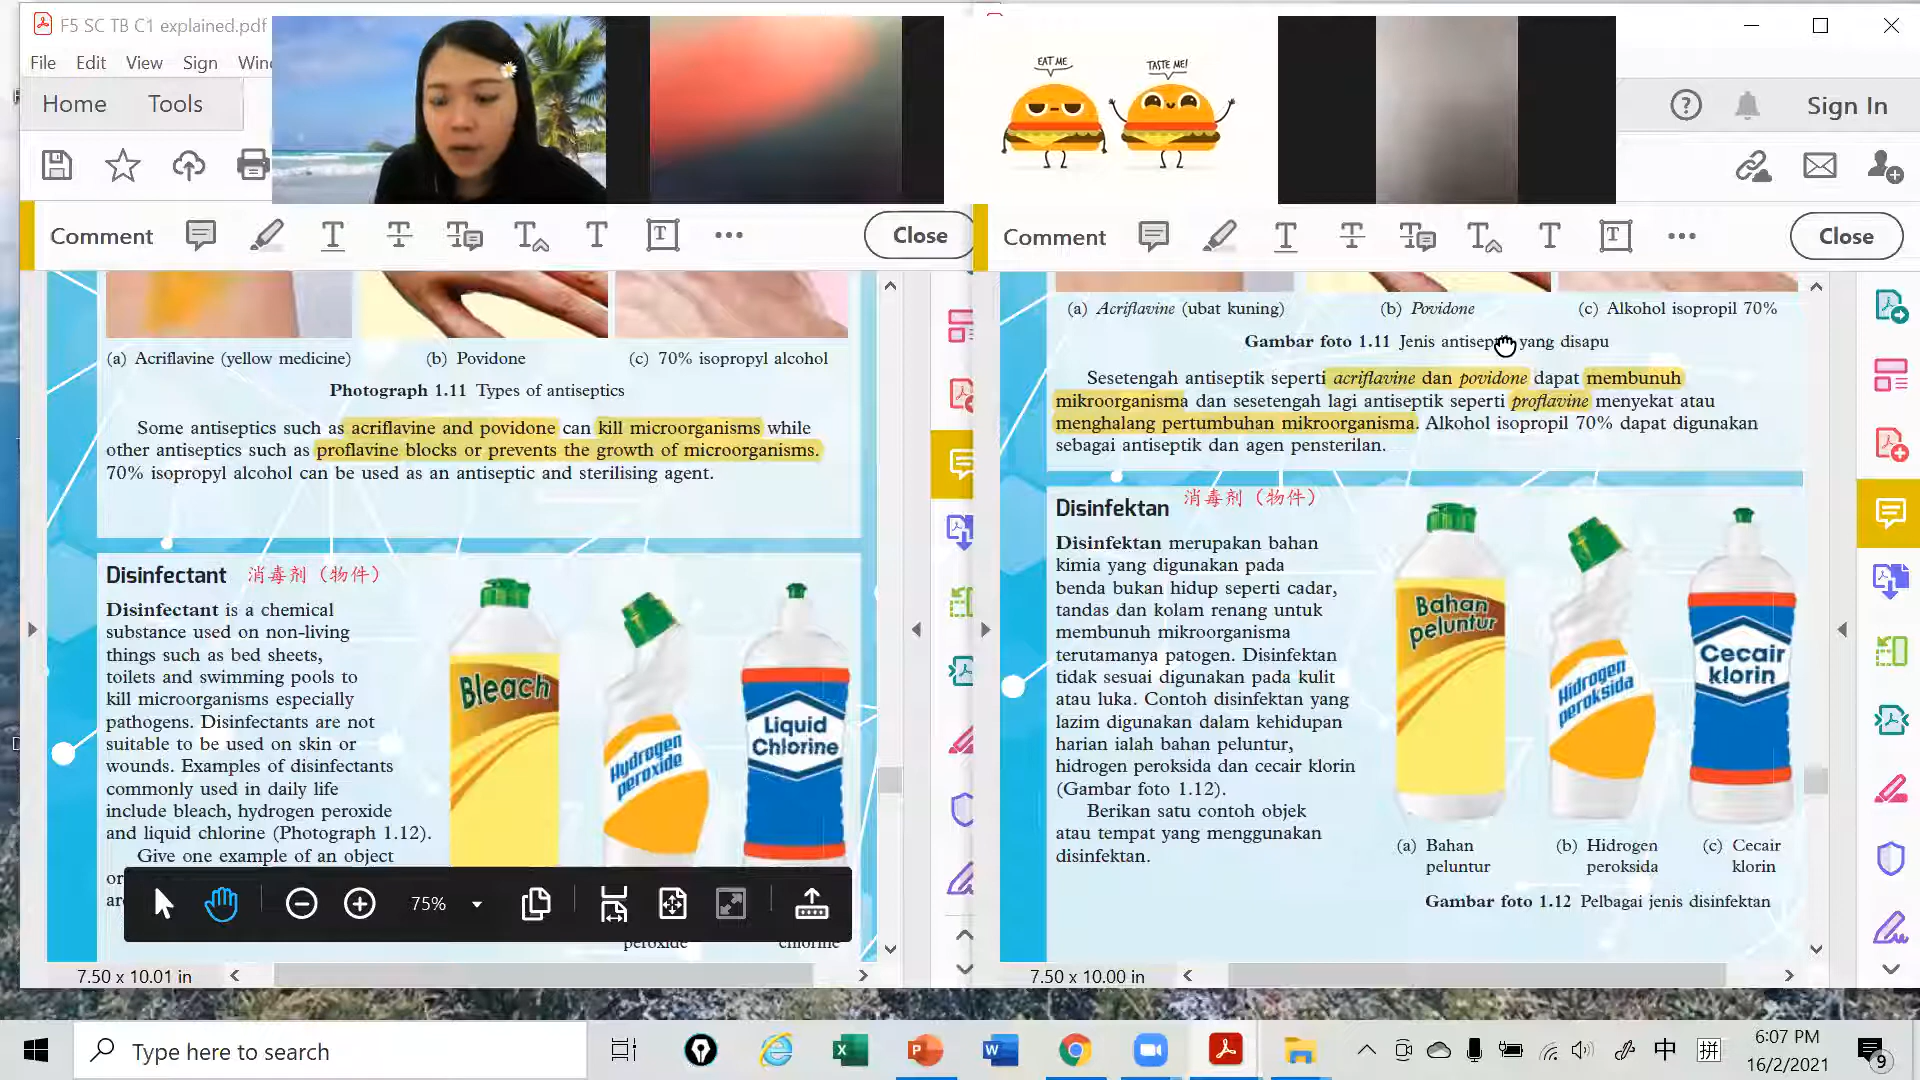 F5 SC TB C1 explained.pdf
File Edit View Sign
Home Tools
EAT ME
TASTE ME!
Sign In
Comment
Close
(a) Acriflavine (yellow medicine)
(b) Povidone
(c) 70% isopropyl alcohol
Photograph 1.11 Types of antiseptics
Some antiseptics such as acriflavine and povidone can kill microorganisms while
other antiseptics such as proflavine blocks or prevents the growth of microorganisms.
70% isopropyl alcohol can be used as an antiseptic and sterilising agent.
Disinfectant 消毒剂（物件）
Disinfectant is a chemical
substance used on non-living
things such as bed sheets,
toilets and swimming pools to
kill microorganisms especially
pathogens. Disinfectants are not
suitable to be used on skin or
wounds. Examples of disinfectants
commonly used in daily life
include bleach, hydrogen peroxide
and liquid chlorine (Photograph 1.12).
Give one example of an object
or
Bleach
Hydrogen
peroxide
Liquid
Chlorine
75%
peroxide
chlorine
7.50 x 10.01 in
Comment
Close
(a) Acriflavine (ubat kuning)
(b) Povidone
(c) Alkohol isopropil 70%
Gambar foto 1.11 Jenis antiseptik yang disapu
Sesetengah antiseptik seperti acriflavine dan povidone dapat membunuh
mikroorganisma dan sesetengah lagi antiseptik seperti proflavine menyekat atau
menghalang pertumbuhan mikroorganisma. Alkohol isopropil 70% dapat digunakan
sebagai antiseptik dan agen pensterilan.
Disinfektan 消毒剂（物件）
Disinfektan merupakan bahan
kimia yang digunakan pada
benda bukan hidup seperti cadar,
tandas dan kolam renang untuk
membunuh mikroorganisma
terutamanya patogen. Disinfektan
tidak sesuai digunakan pada kulit
atau luka. Contoh disinfektan yang
lazim digunakan dalam kehidupan
harian ialah bahan peluntur,
hidrogen peroksida dan cecair klorin
(Gambar foto 1.12).
Berikan satu contoh objek
atau tempat yang menggunakan
disinfektan.
Bahan
peluntur
Hidrogen
peroksida
Cecair
klorin
(a) Bahan
peluntur
(b) Hidrogen
peroksida
(c) Cecair
klorin
Gambar foto 1.12 Pelbagai jenis disinfektan
7.50 x 10.00 in
Type here to search
中
拼
6:07 PM
16/2/2021
9